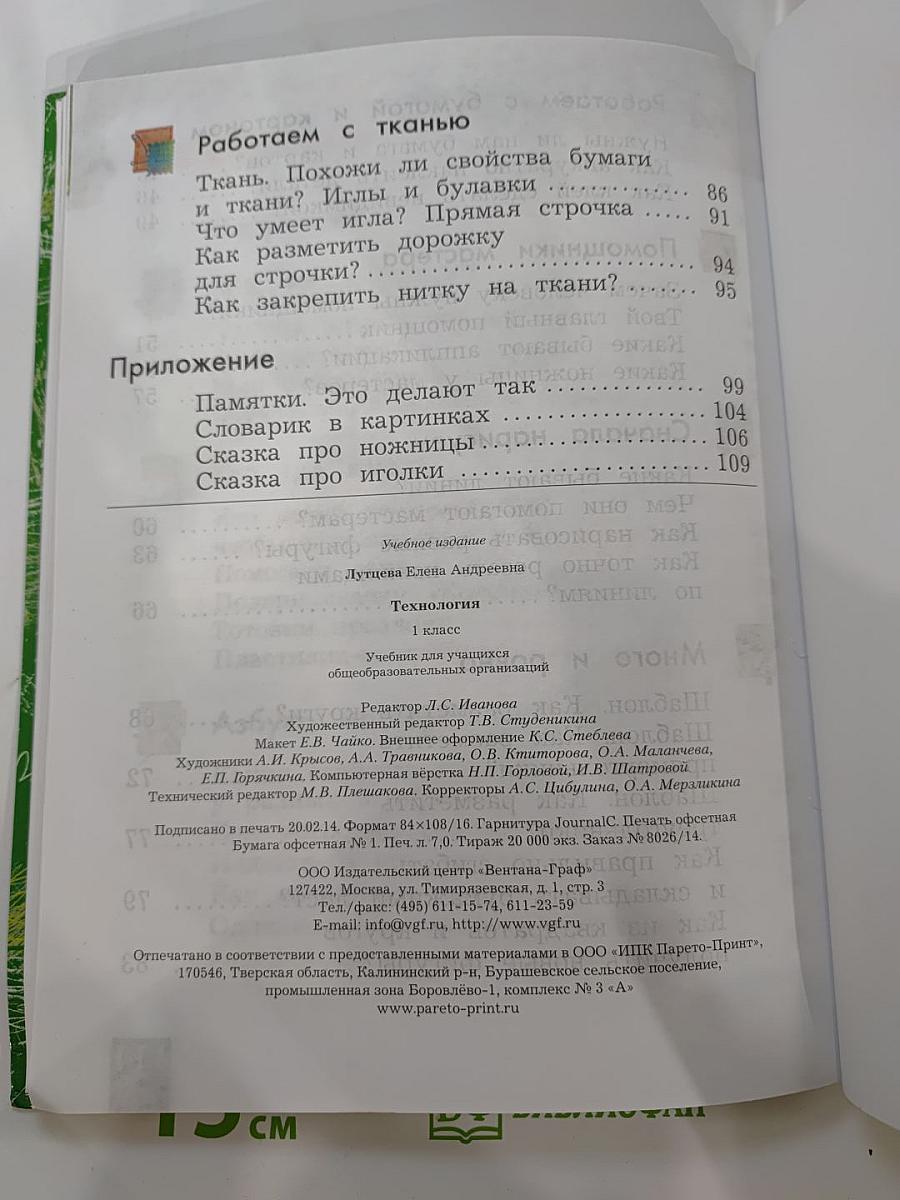 Работаем с тканью
Ткань. Похожи ли свойства бумаги
и ткани? Иглы и булавки .............. 86
Что умеет игла? Прямая строчка ..... 91
Как разметить дорожку
для строчки? ................................ 94
Как закрепить нитку на ткани? ....... 95
Приложение
Памятки. Это делают так ............... 99
Словарик в картинках ................... 104
Сказка про ножницы ...................... 106
Сказка про иголки ........................ 109
Учебное издание
Лутцева Елена Андреевна
Технология
1 класс
Учебник для учащихся
общеобразовательных организаций
Редактор Л.С. Иванова
Художественный редактор Т.В. Студеникина
Макет Е.В. Чайко. Внешнее оформление К.С. Стеблева
Художники А.И. Крысов, А.А. Травникова, О.В. Ктиторова, О.А. Маланчева,
Е.П. Горячкина. Компьютерная вёрстка Н.П. Горловой, И.В. Шатровой
Технический редактор М.В. Плешакова. Корректоры А.С. Цибулина, О.А. Мерзликина
Подписано в печать 20.02.14. Формат 84×108/16. Гарнитура JournalC. Печать офсетная
Бумага офсетная № 1. Печ. л. 7,0. Тираж 20 000 экз. Заказ № 8026/14.
ООО Издательский центр «Вентана-Граф»
127422, Москва, ул. Тимирязевская, д. 1, стр. 3
Тел./факс: (495) 611-15-74, 611-23-59
E-mail: info@vgf.ru, http://www.vgf.ru
Отпечатано в соответствии с предоставленными материалами в ООО «ИПК Парето-Принт»,
170546, Тверская область, Калининский р-н, Бурашевское сельское поселение,
промышленная зона Боровлёво-1, комплекс № 3 «А»
www.pareto-print.ru
15 см
БИБЛИОФАН